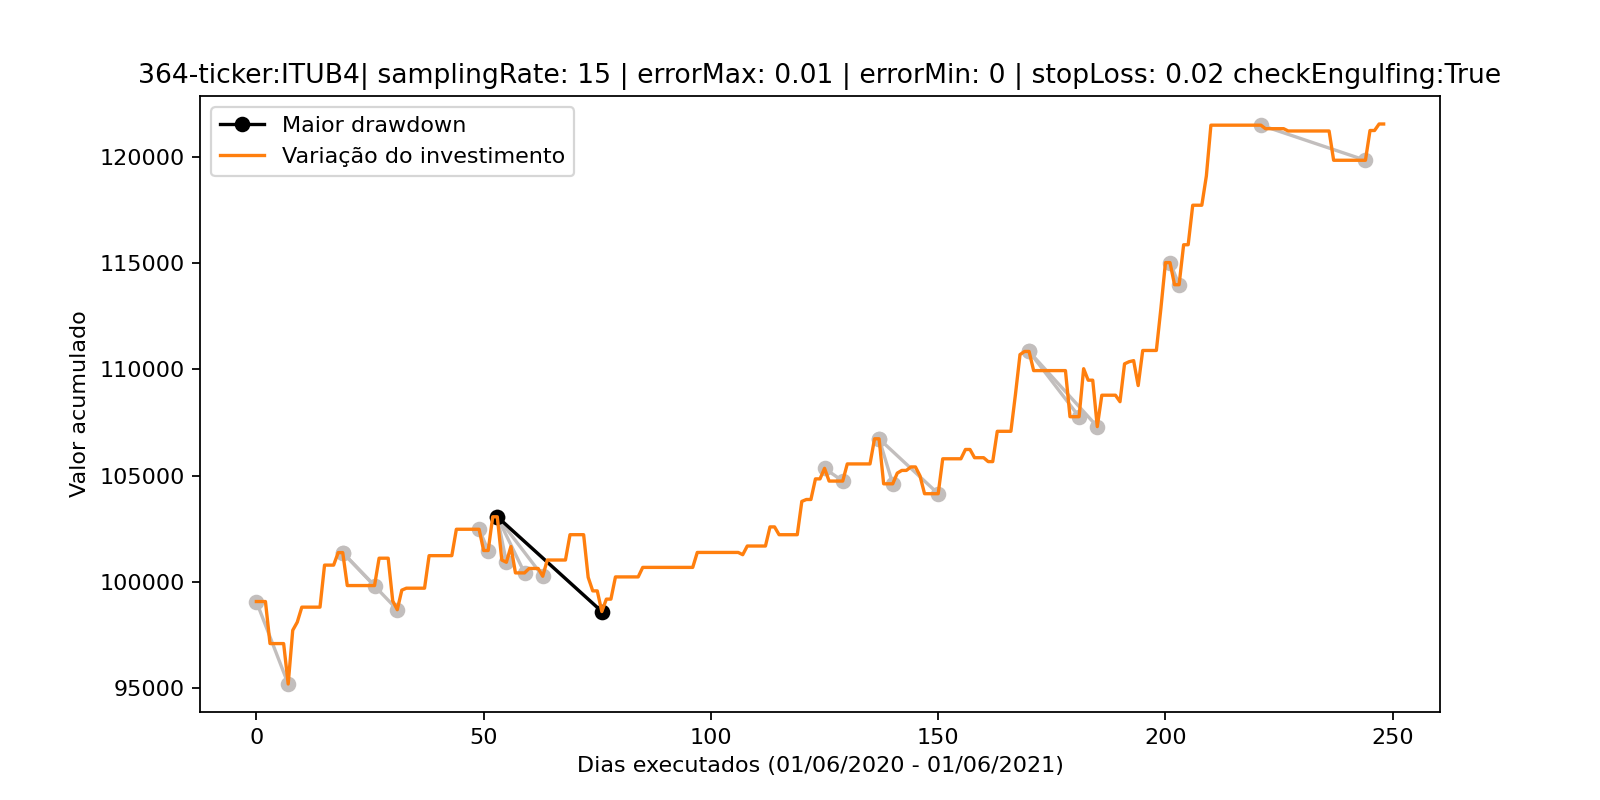 364-ticker:ITUB4| samplingRate: 15 | errorMax: 0.01 | errorMin: 0 | stopLoss: 0.02 checkEngulfing:True
Maior drawdown
Variação do investimento
120000
115000
110000
105000
100000
95000
Valor acumulado
0 50 100 150 200 250
Dias executados (01/06/2020 - 01/06/2021)